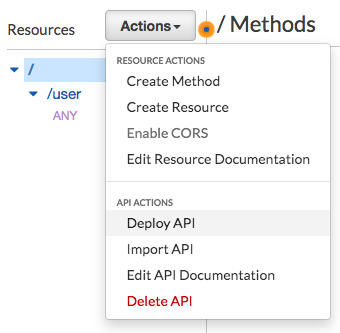 Resources
Actions
/ Methods
/
/user
ANY
RESOURCE ACTIONS
Create Method
Create Resource
Enable CORS
Edit Resource Documentation
API ACTIONS
Deploy API
Import API
Edit API Documentation
Delete API